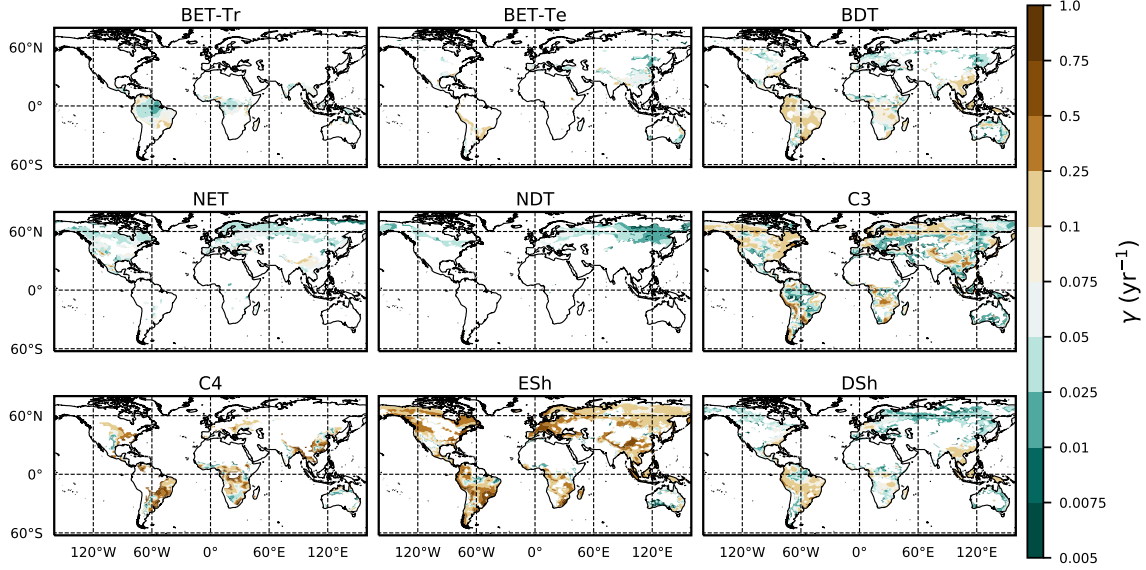 BET-Tr BET-Te BDT
60°N
0°
60°S
NET NDT C3
60°N
0°
60°S
C4 ESh DSh
60°N
0°
60°S
120°W 60°W 0° 60°E 120°E 120°W 60°W 0° 60°E 120°E 120°W 60°W 0° 60°E 120°E
1.0
0.75
0.5
0.25
0.1
0.075
0.05
0.025
0.01
0.0075
0.005
γ (yr⁻¹)